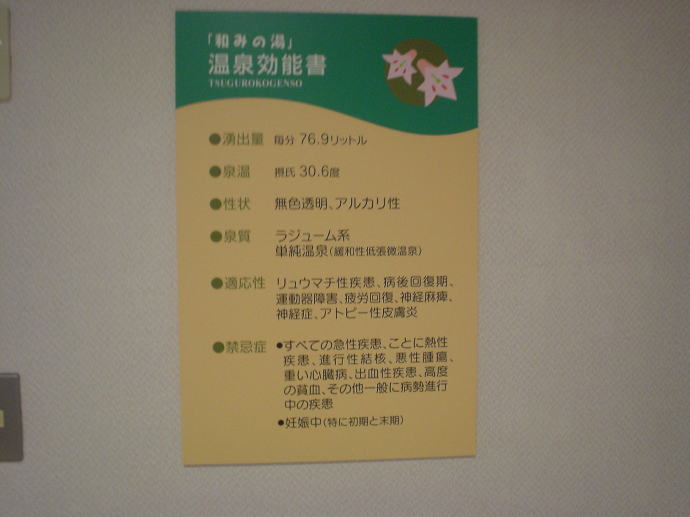 「和みの湯」
温泉効能書
TSUGUROKOGENSO
●湧出量 毎分 76.9リットル
●泉温 摂氏 30.6度
●性状 無色透明、アルカリ性
●泉質 ラジューム系
単純温泉(緩和性低張微温泉)
●適応性 リュウマチ性疾患、病後回復期、
運動器障害、疲労回復、神経麻痺、
神経症、アトピー性皮膚炎
●禁忌症 ●すべての急性疾患、ことに熱性
疾患、進行性結核、悪性腫瘍、
重い心臓病、出血性疾患、高度
の貧血、その他一般に病勢進行
中の疾患
●妊娠中(特に初期と末期)